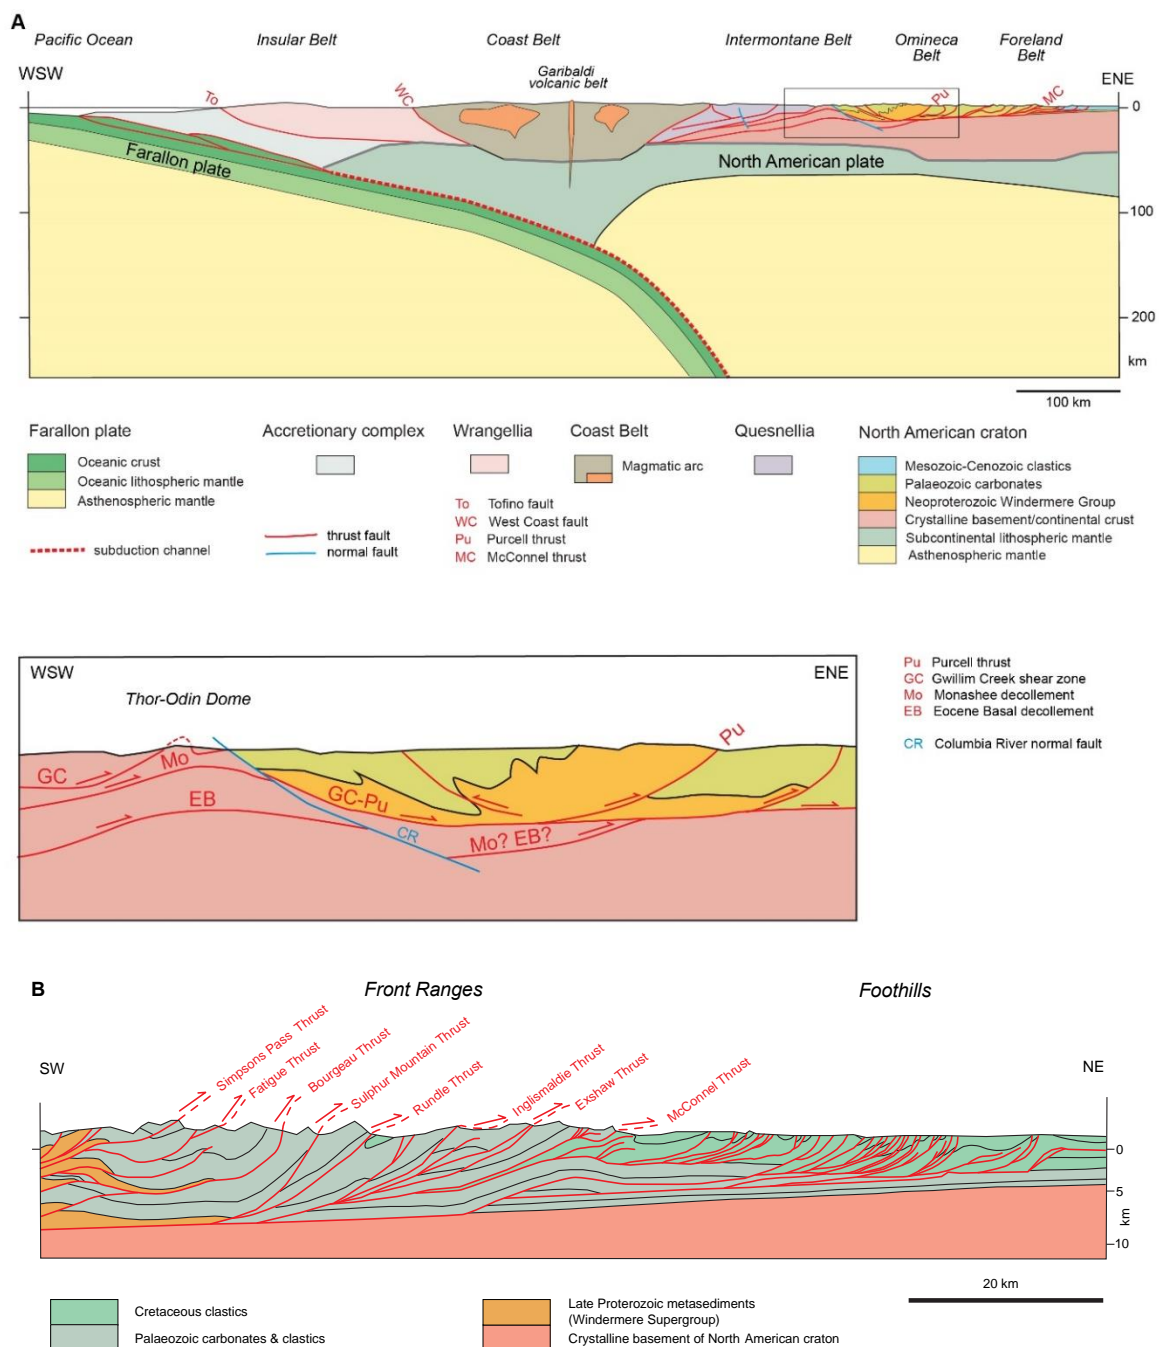 A
Pacific Ocean
Insular Belt
Coast Belt
Intermontane Belt
Omineca
Belt
Foreland
Belt
WSW
Garibaldi
volcanic belt
ENE
To
WC
Pu
MC
0
Farallon plate
North American plate
100
200
km
100 km
Farallon plate
Oceanic crust
Oceanic lithospheric mantle
Asthenospheric mantle
subduction channel
Accretionary complex
thrust fault
normal fault
Wrangellia
To Tofino fault
WC West Coast fault
Pu Purcell thrust
MC McConnel thrust
Coast Belt
Magmatic arc
Quesnellia
North American craton
Mesozoic-Cenozoic clastics
Palaeozoic carbonates
Neoproterozoic Windermere Group
Crystalline basement/continental crust
Subcontinental lithospheric mantle
Asthenospheric mantle
WSW
ENE
Thor-Odin Dome
Pu
GC
Mo
EB
GC-Pu
CR
Mo? EB?
Pu Purcell thrust
GC Gwillim Creek shear zone
Mo Monashee decollement
EB Eocene Basal decollement
CR Columbia River normal fault
B
Front Ranges
Foothills
SW
NE
Simpsons Pass Thrust
Fatigue Thrust
Bourgeau Thrust
Sulphur Mountain Thrust
Rundle Thrust
Inglismaldie Thrust
Exshaw Thrust
McConnel Thrust
0
5
km
10
20 km
Cretaceous clastics
Palaeozoic carbonates & clastics
Late Proterozoic metasediments
(Windermere Supergroup)
Crystalline basement of North American craton